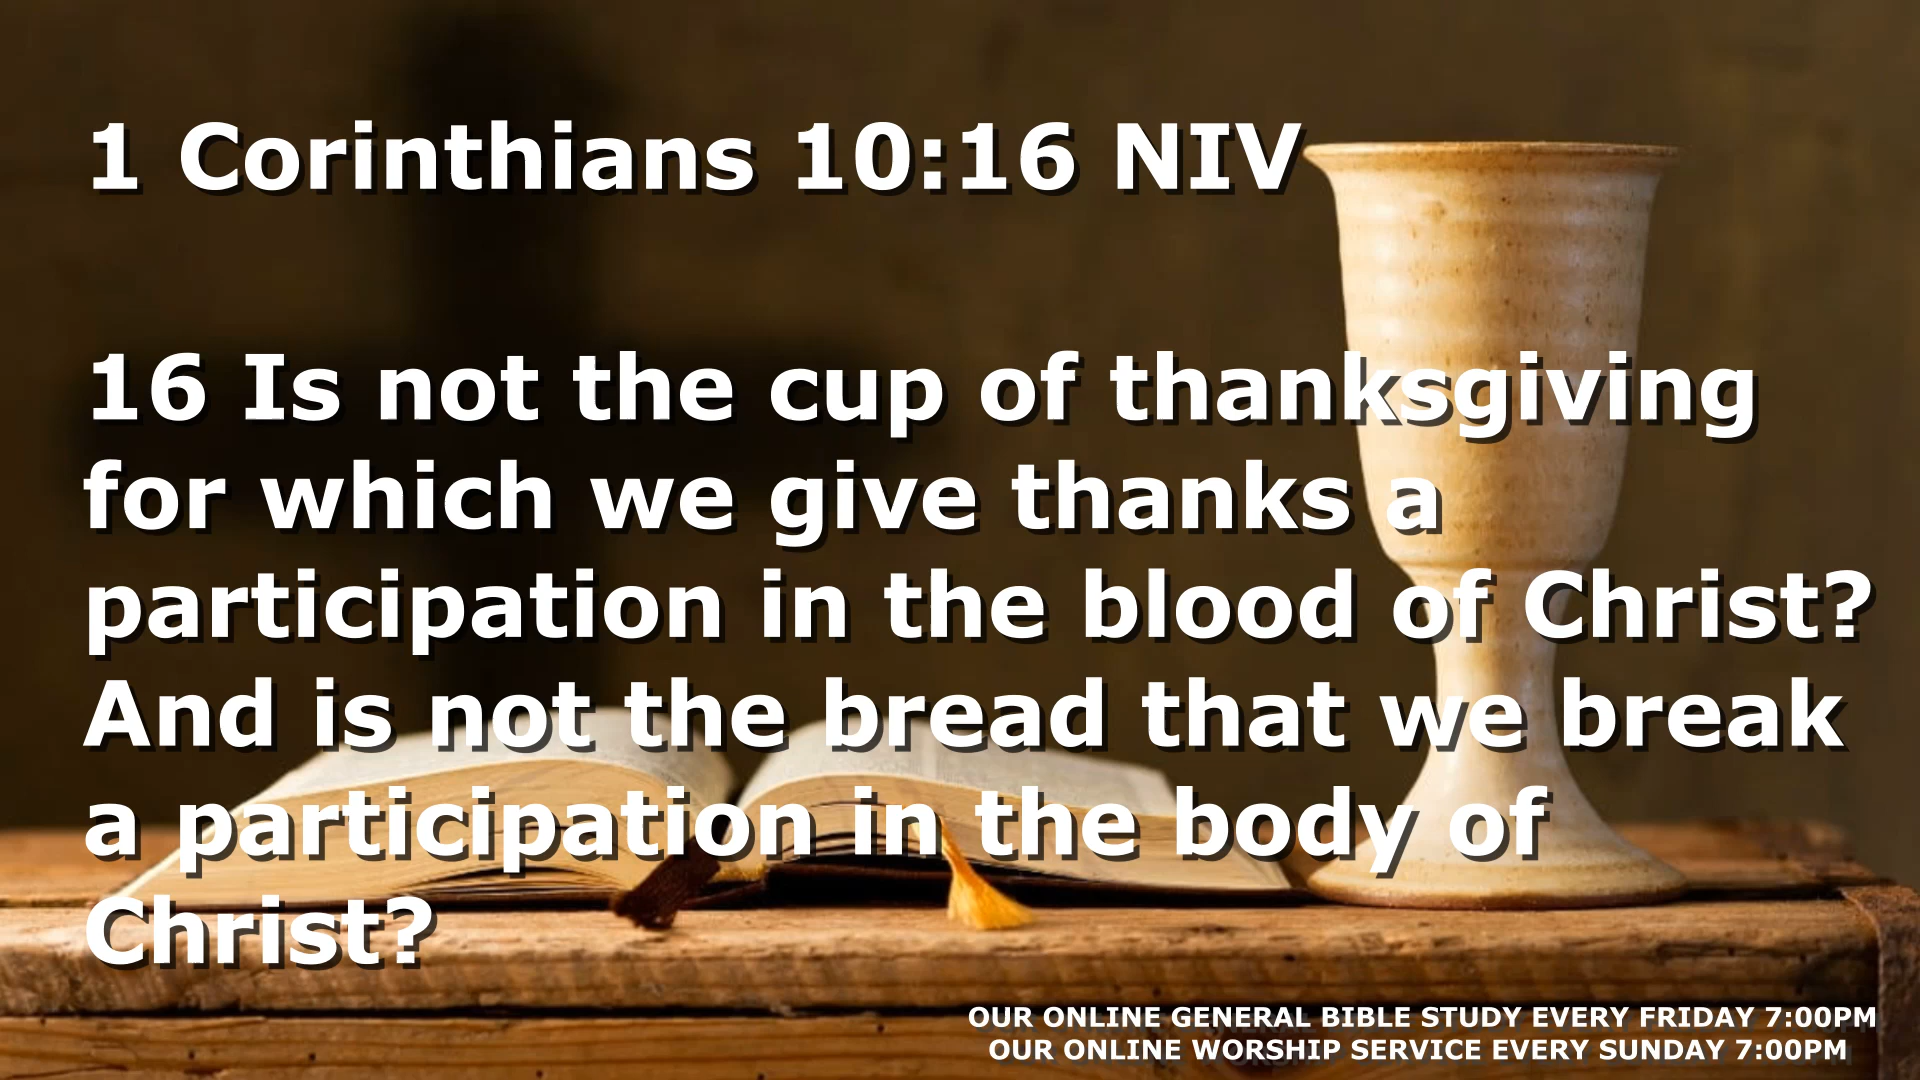 1 Corinthians 10:16 NIV
16 Is not the cup of thanksgiving
for which we give thanks a
participation in the blood of Christ?
And is not the bread that we break
a participation in the body of
Christ?
OUR ONLINE GENERAL BIBLE STUDY EVERY FRIDAY 7:00PM
OUR ONLINE WORSHIP SERVICE EVERY SUNDAY 7:00PM